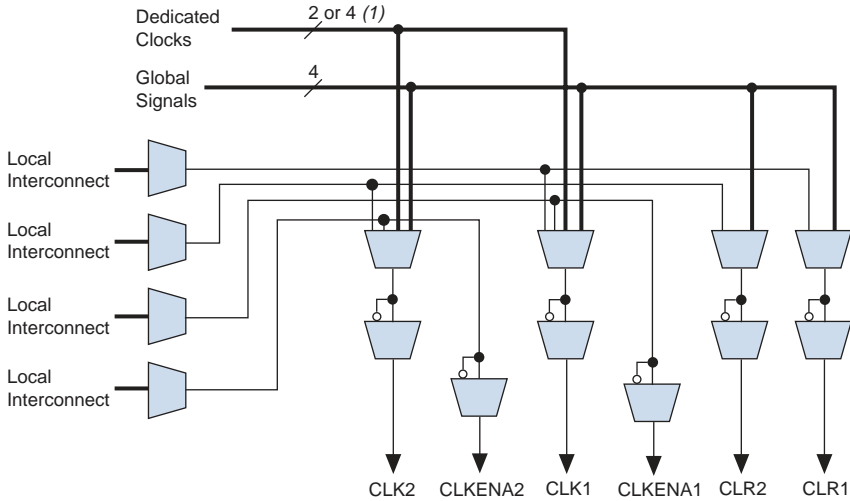 Dedicated
Clocks
2 or 4 (1)
Global
Signals
4
Local
Interconnect
Local
Interconnect
Local
Interconnect
Local
Interconnect
CLK2 CLKENA2 CLK1 CLKENA1 CLR2 CLR1